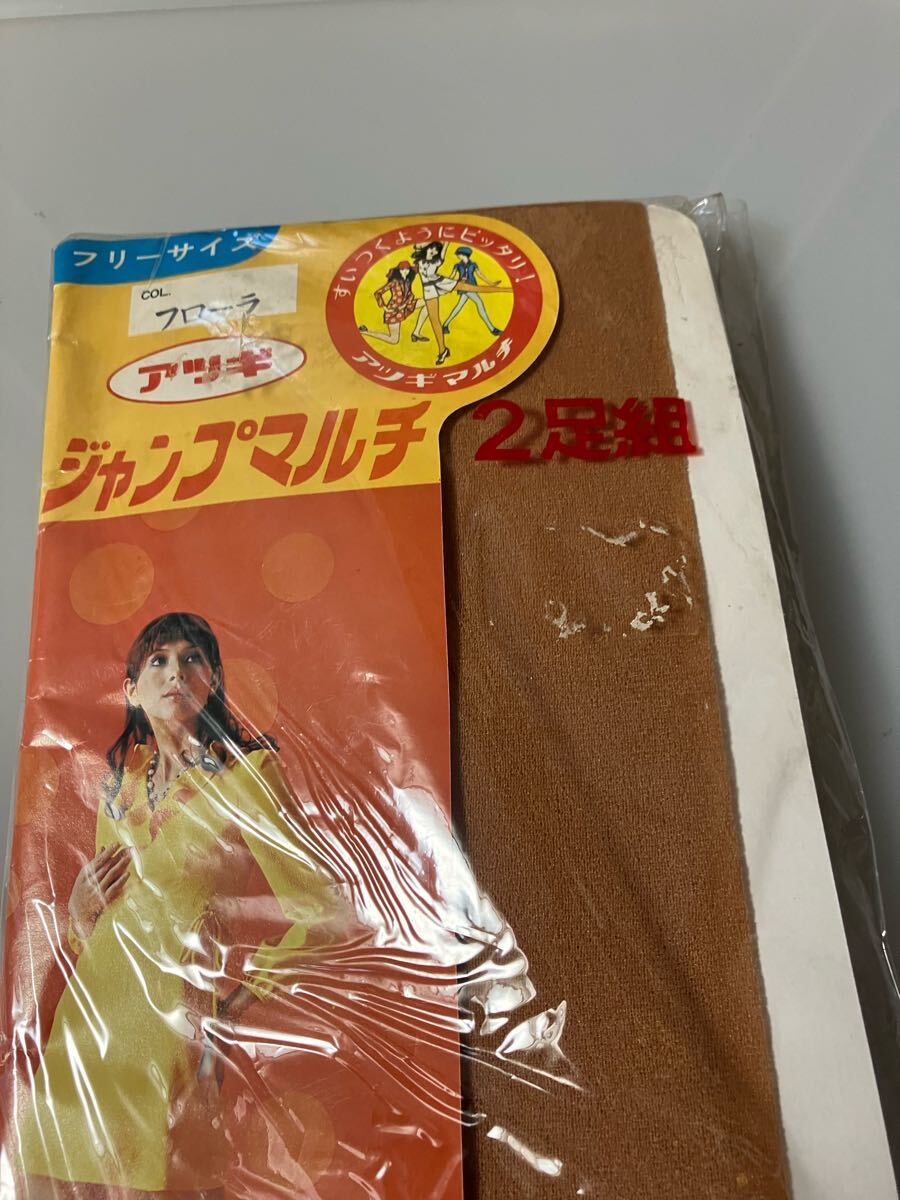 フリーサイズ
COL.
フローラ
アツギ
すいつくようにピッタリ!
アツギマルチ
ジャンプマルチ
2足組